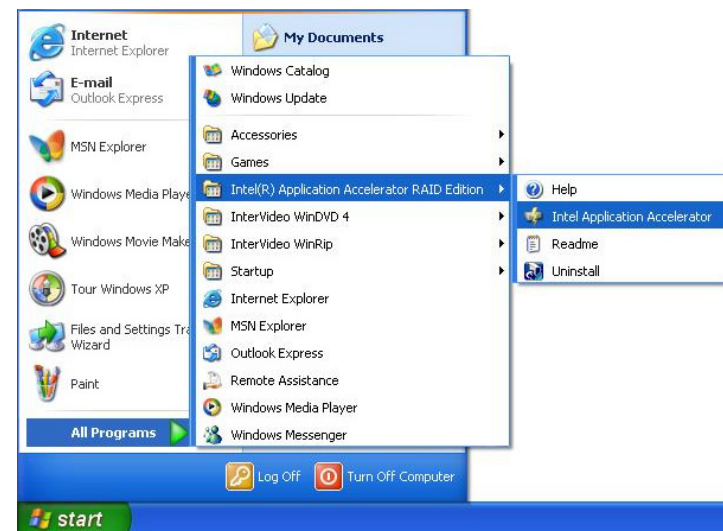 Internet
Internet Explorer
E-mail
Outlook Express
MSN Explorer
Windows Media Playe
Windows Movie Make
Tour Windows XP
Files and Settings Tra
Wizard
Paint
All Programs
My Documents
Windows Catalog
Windows Update
Accessories
Games
Intel(R) Application Accelerator RAID Edition
InterVideo WinDVD 4
InterVideo WinRip
Startup
Internet Explorer
MSN Explorer
Outlook Express
Remote Assistance
Windows Media Player
Windows Messenger
Help
Intel Application Accelerator
Readme
Uninstall
Log Off
Turn Off Computer
start